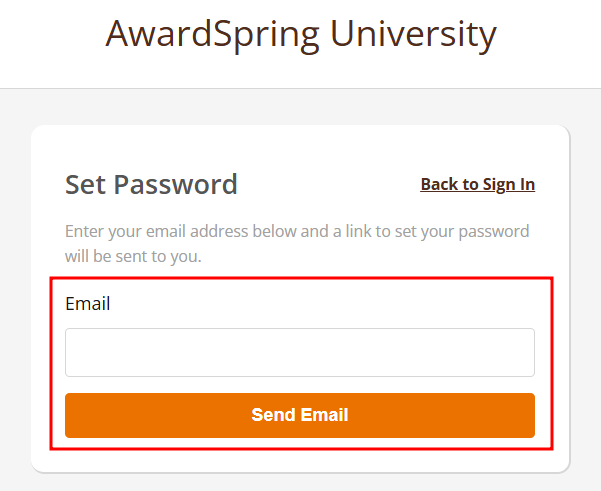 AwardSpring University
Set Password
Back to Sign In
Enter your email address below and a link to set your password
will be sent to you.
Email
Send Email